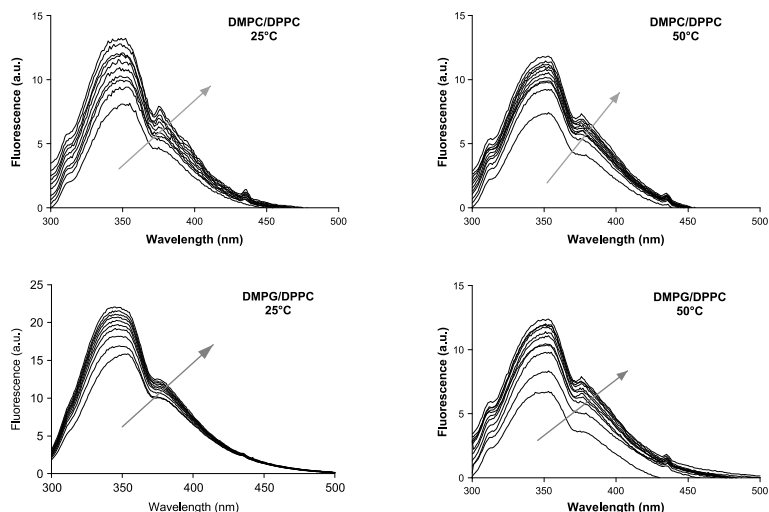 DMPC/DPPC
25°C
Fluorescence (a.u.)
15
10
5
0
300 350 400 450 500
Wavelength (nm)
DMPC/DPPC
50°C
Fluorescence (a.u.)
15
10
5
0
300 350 400 450 500
Wavelength (nm)
DMPG/DPPC
25°C
Fluorescence (a.u.)
25
20
15
10
5
0
300 350 400 450 500
Wavelength (nm)
DMPG/DPPC
50°C
Fluorescence (a.u.)
15
10
5
0
300 350 400 450 500
Wavelength (nm)